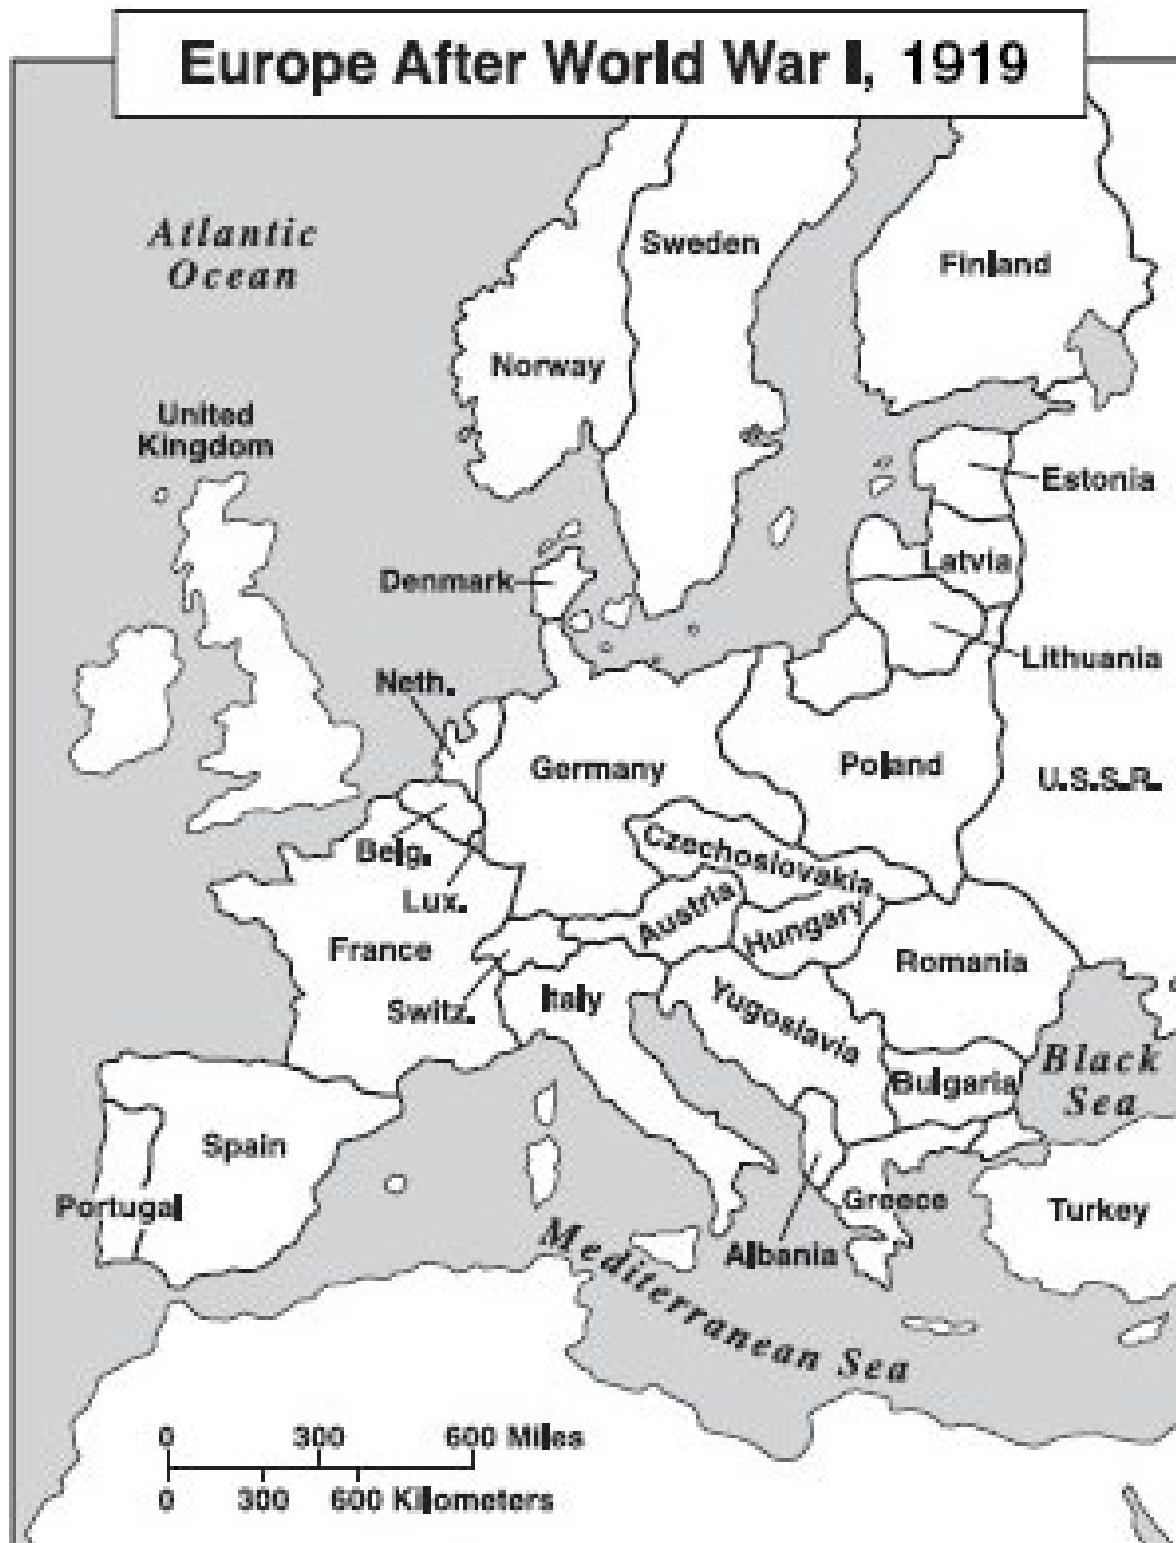 Europe After World War I, 1919
Atlantic
Ocean
Sweden
Finland
Norway
United
Kingdom
Estonia
Latvia
Denmark
Lithuania
Neth.
Germany
Poland
U.S.S.R.
Belg.
Czechoslovakia
Lux.
Austria
Hungary
France
Romania
Switz.
Italy
Yugoslavia
Black
Sea
Bulgaria
Spain
Portugal
Greece
Turkey
Albania
Mediterranean Sea
0 300 600 Miles
0 300 600 Kilometers